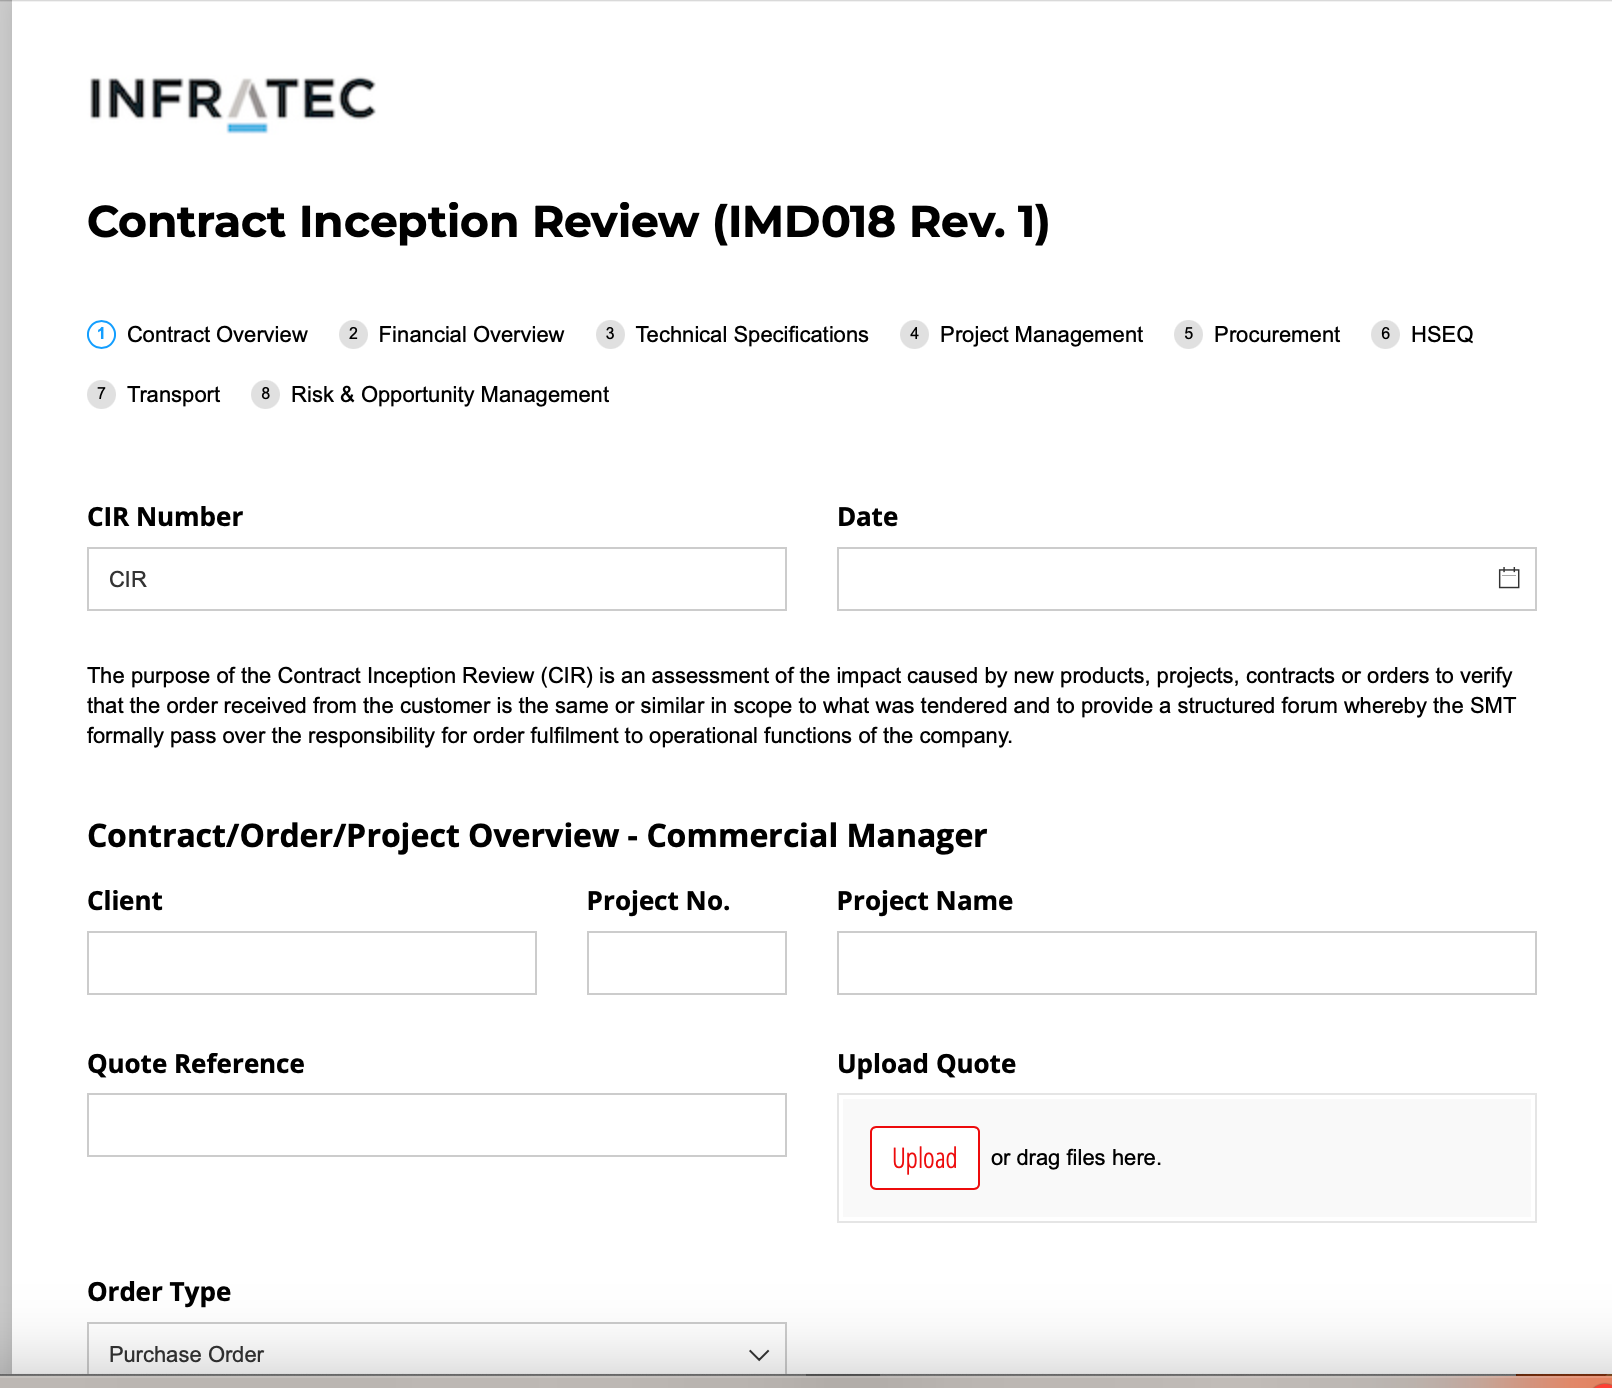 INFRATEC
Contract Inception Review (IMD018 Rev. 1)
1 Contract Overview 2 Financial Overview 3 Technical Specifications 4 Project Management 5 Procurement 6 HSEQ
7 Transport 8 Risk & Opportunity Management
CIR Number Date
CIR
The purpose of the Contract Inception Review (CIR) is an assessment of the impact caused by new products, projects, contracts or orders to verify
that the order received from the customer is the same or similar in scope to what was tendered and to provide a structured forum whereby the SMT
formally pass over the responsibility for order fulfilment to operational functions of the company.
Contract/Order/Project Overview - Commercial Manager
Client Project No. Project Name
Quote Reference Upload Quote
Upload or drag files here.
Order Type
Purchase Order